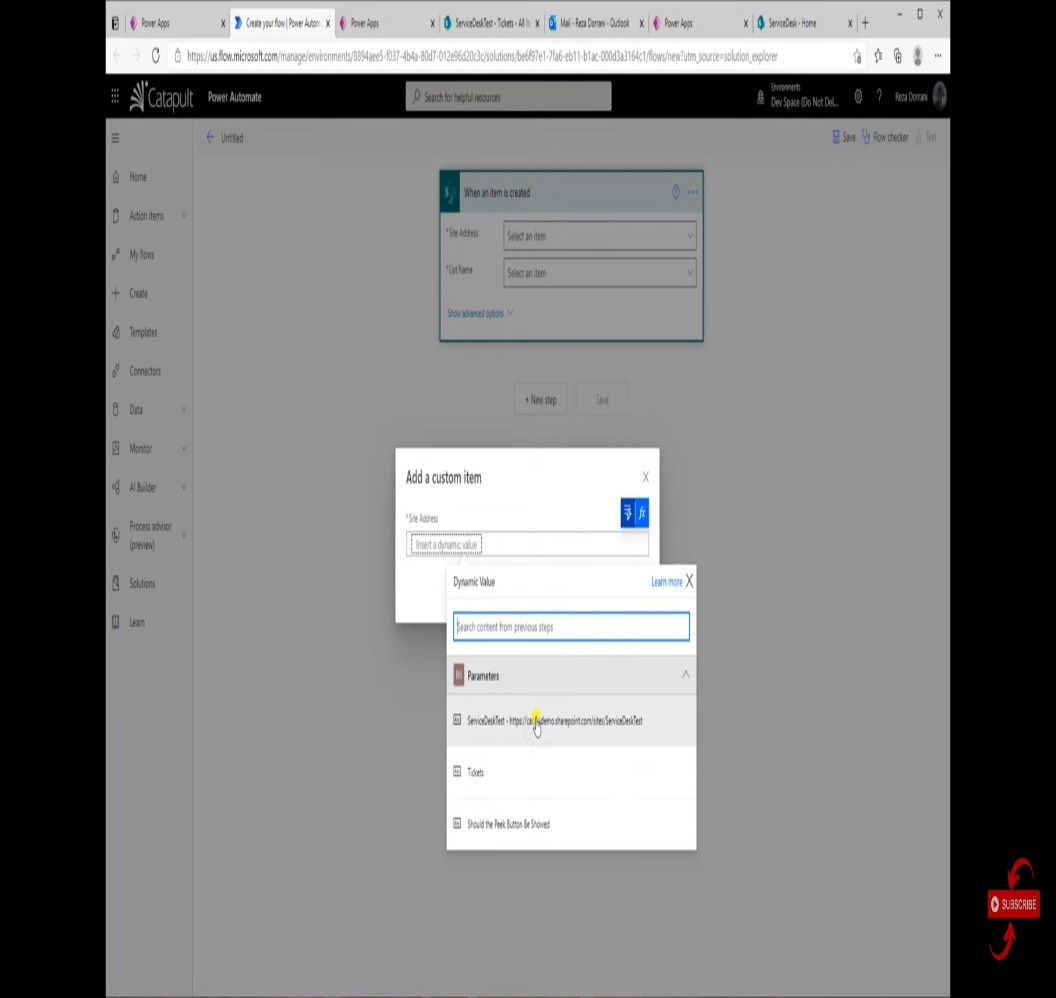 Power Apps
Create your flow | Power Autom
Power Apps
ServiceDeskTest - Tickets - All It
Mail - Reza Dorrani - Outlook
Power Apps
ServiceDesk - Home
https://us.flow.microsoft.com/manage/environments/8894aee5-f037-4b4a-80d7-012e96d20c3c/solutions/be6f97e1-7fa6-eb11-b1ac-000d3a3164c1/flows/new?utm_source=solution_explorer
Catapult
Power Automate
Search for helpful resources
Environments
Dev Space (Do Not Del...
?
Reza Dorrani
Untitled
Save
Flow checker
Test
Home
Action items
My flows
Create
Templates
Connectors
Data
Monitor
AI Builder
Process advisor
(preview)
Solutions
Learn
When an item is created
*Site Address
Select an item
*List Name
Select an item
Show advanced options
+ New step
Save
Add a custom item
*Site Address
fx
Insert a dynamic value
Dynamic Value
Learn more
Search content from previous steps
Parameters
ServiceDeskTest - 
Tickets
Should the Peek Button Be Showed
SUBSCRIBE